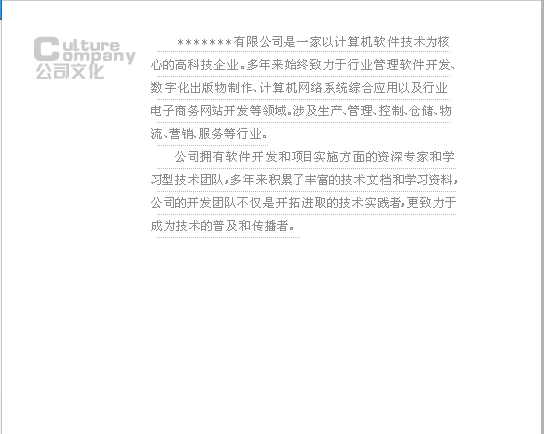 Culture
Company
公司文化
*******有限公司是一家以计算机软件技术为核
心的高科技企业。多年来始终致力于行业管理软件开发、
数字化出版物制作、计算机网络系统综合应用以及行业
电子商务网站开发等领域。涉及生产、管理、控制、仓储、物
流、营销、服务等行业。
公司拥有软件开发和项目实施方面的资深专家和学
习型技术团队,多年来积累了丰富的技术文档和学习资料,
公司的开发团队不仅是开拓进取的技术实践者,更致力于
成为技术的普及和传播者。